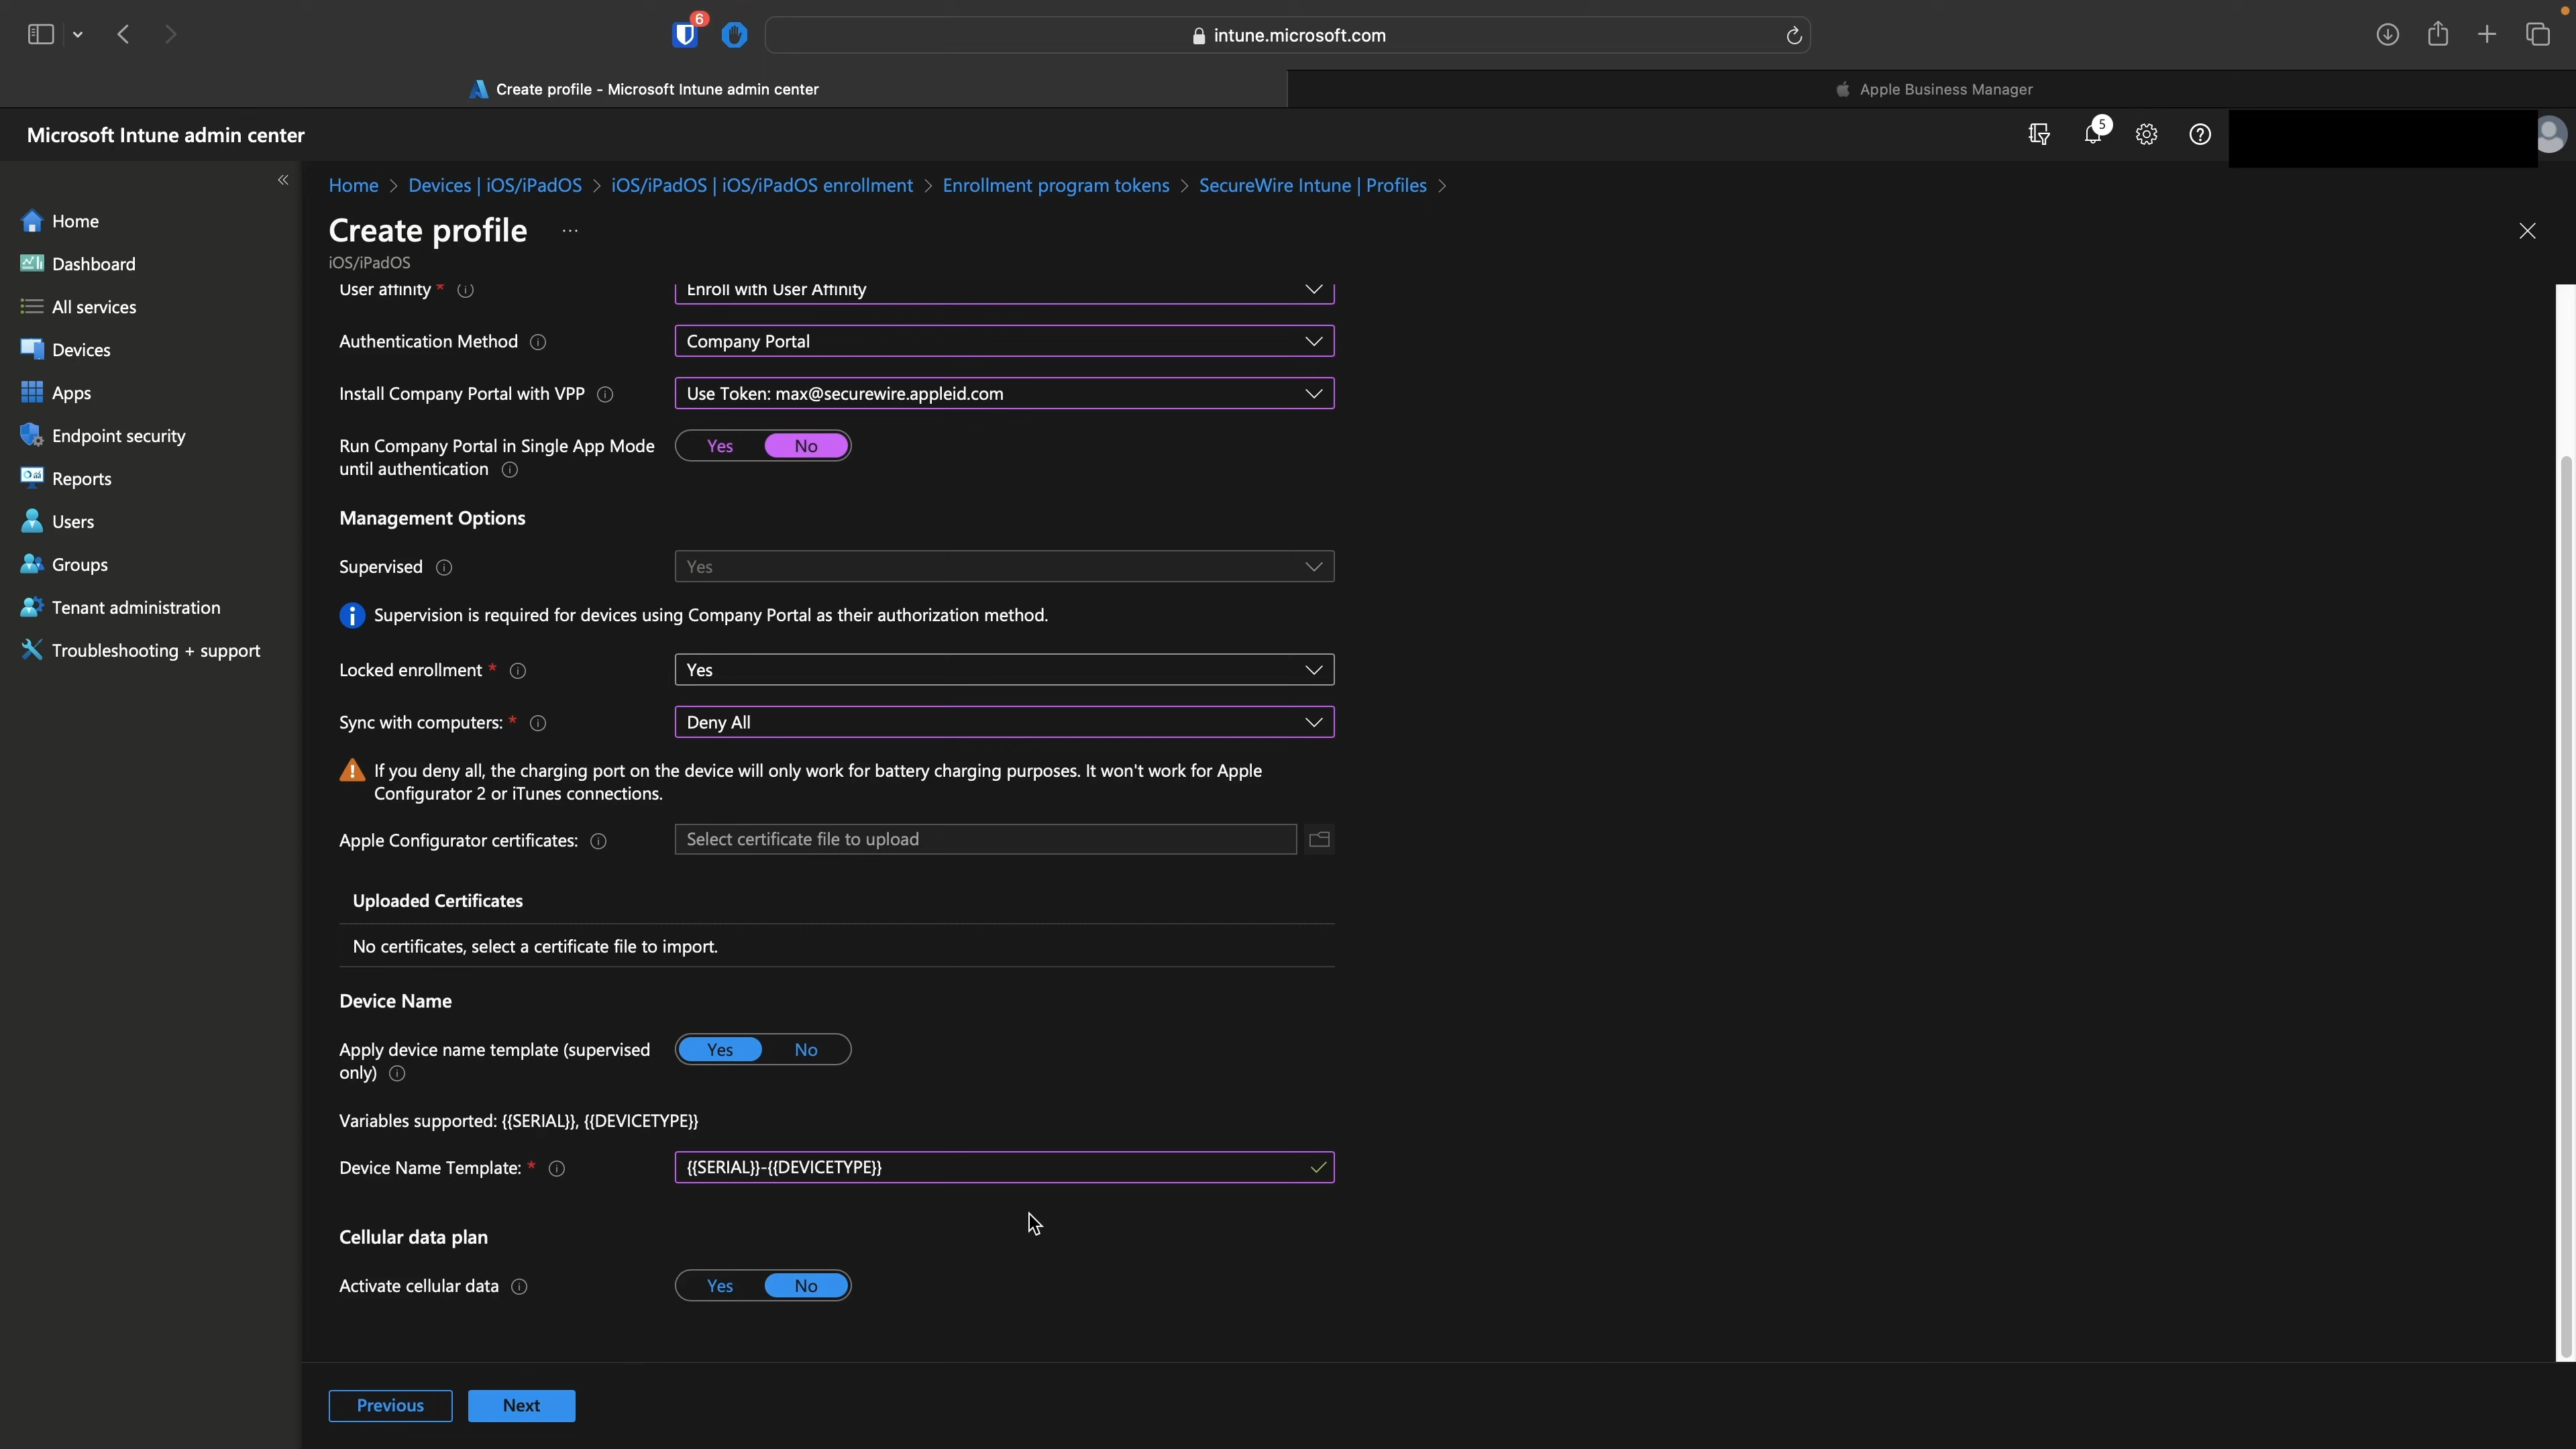 6
intune.microsoft.com
Create profile - Microsoft Intune admin center
Apple Business Manager
Microsoft Intune admin center
5
Home > Devices | iOS/iPadOS > iOS/iPadOS | iOS/iPadOS enrollment > Enrollment program tokens > SecureWire Intune | Profiles >
Home
Dashboard
All services
Devices
Apps
Endpoint security
Reports
Users
Groups
Tenant administration
Troubleshooting + support
Create profile ...
iOS/iPadOS
User affinity * Enroll with User Affinity
Authentication Method Company Portal
Install Company Portal with VPP Use Token: max@securewire.appleid.com
Run Company Portal in Single App Mode Yes No
until authentication
Management Options
Supervised Yes
Supervision is required for devices using Company Portal as their authorization method.
Locked enrollment * Yes
Sync with computers: * Deny All
If you deny all, the charging port on the device will only work for battery charging purposes. It won't work for Apple
Configurator 2 or iTunes connections.
Apple Configurator certificates: Select certificate file to upload
Uploaded Certificates
No certificates, select a certificate file to import.
Device Name
Apply device name template (supervised Yes No
only)
Variables supported: {{SERIAL}}, {{DEVICETYPE}}
Device Name Template: * {{SERIAL}}-{{DEVICETYPE}}
Cellular data plan
Activate cellular data Yes No
Previous Next